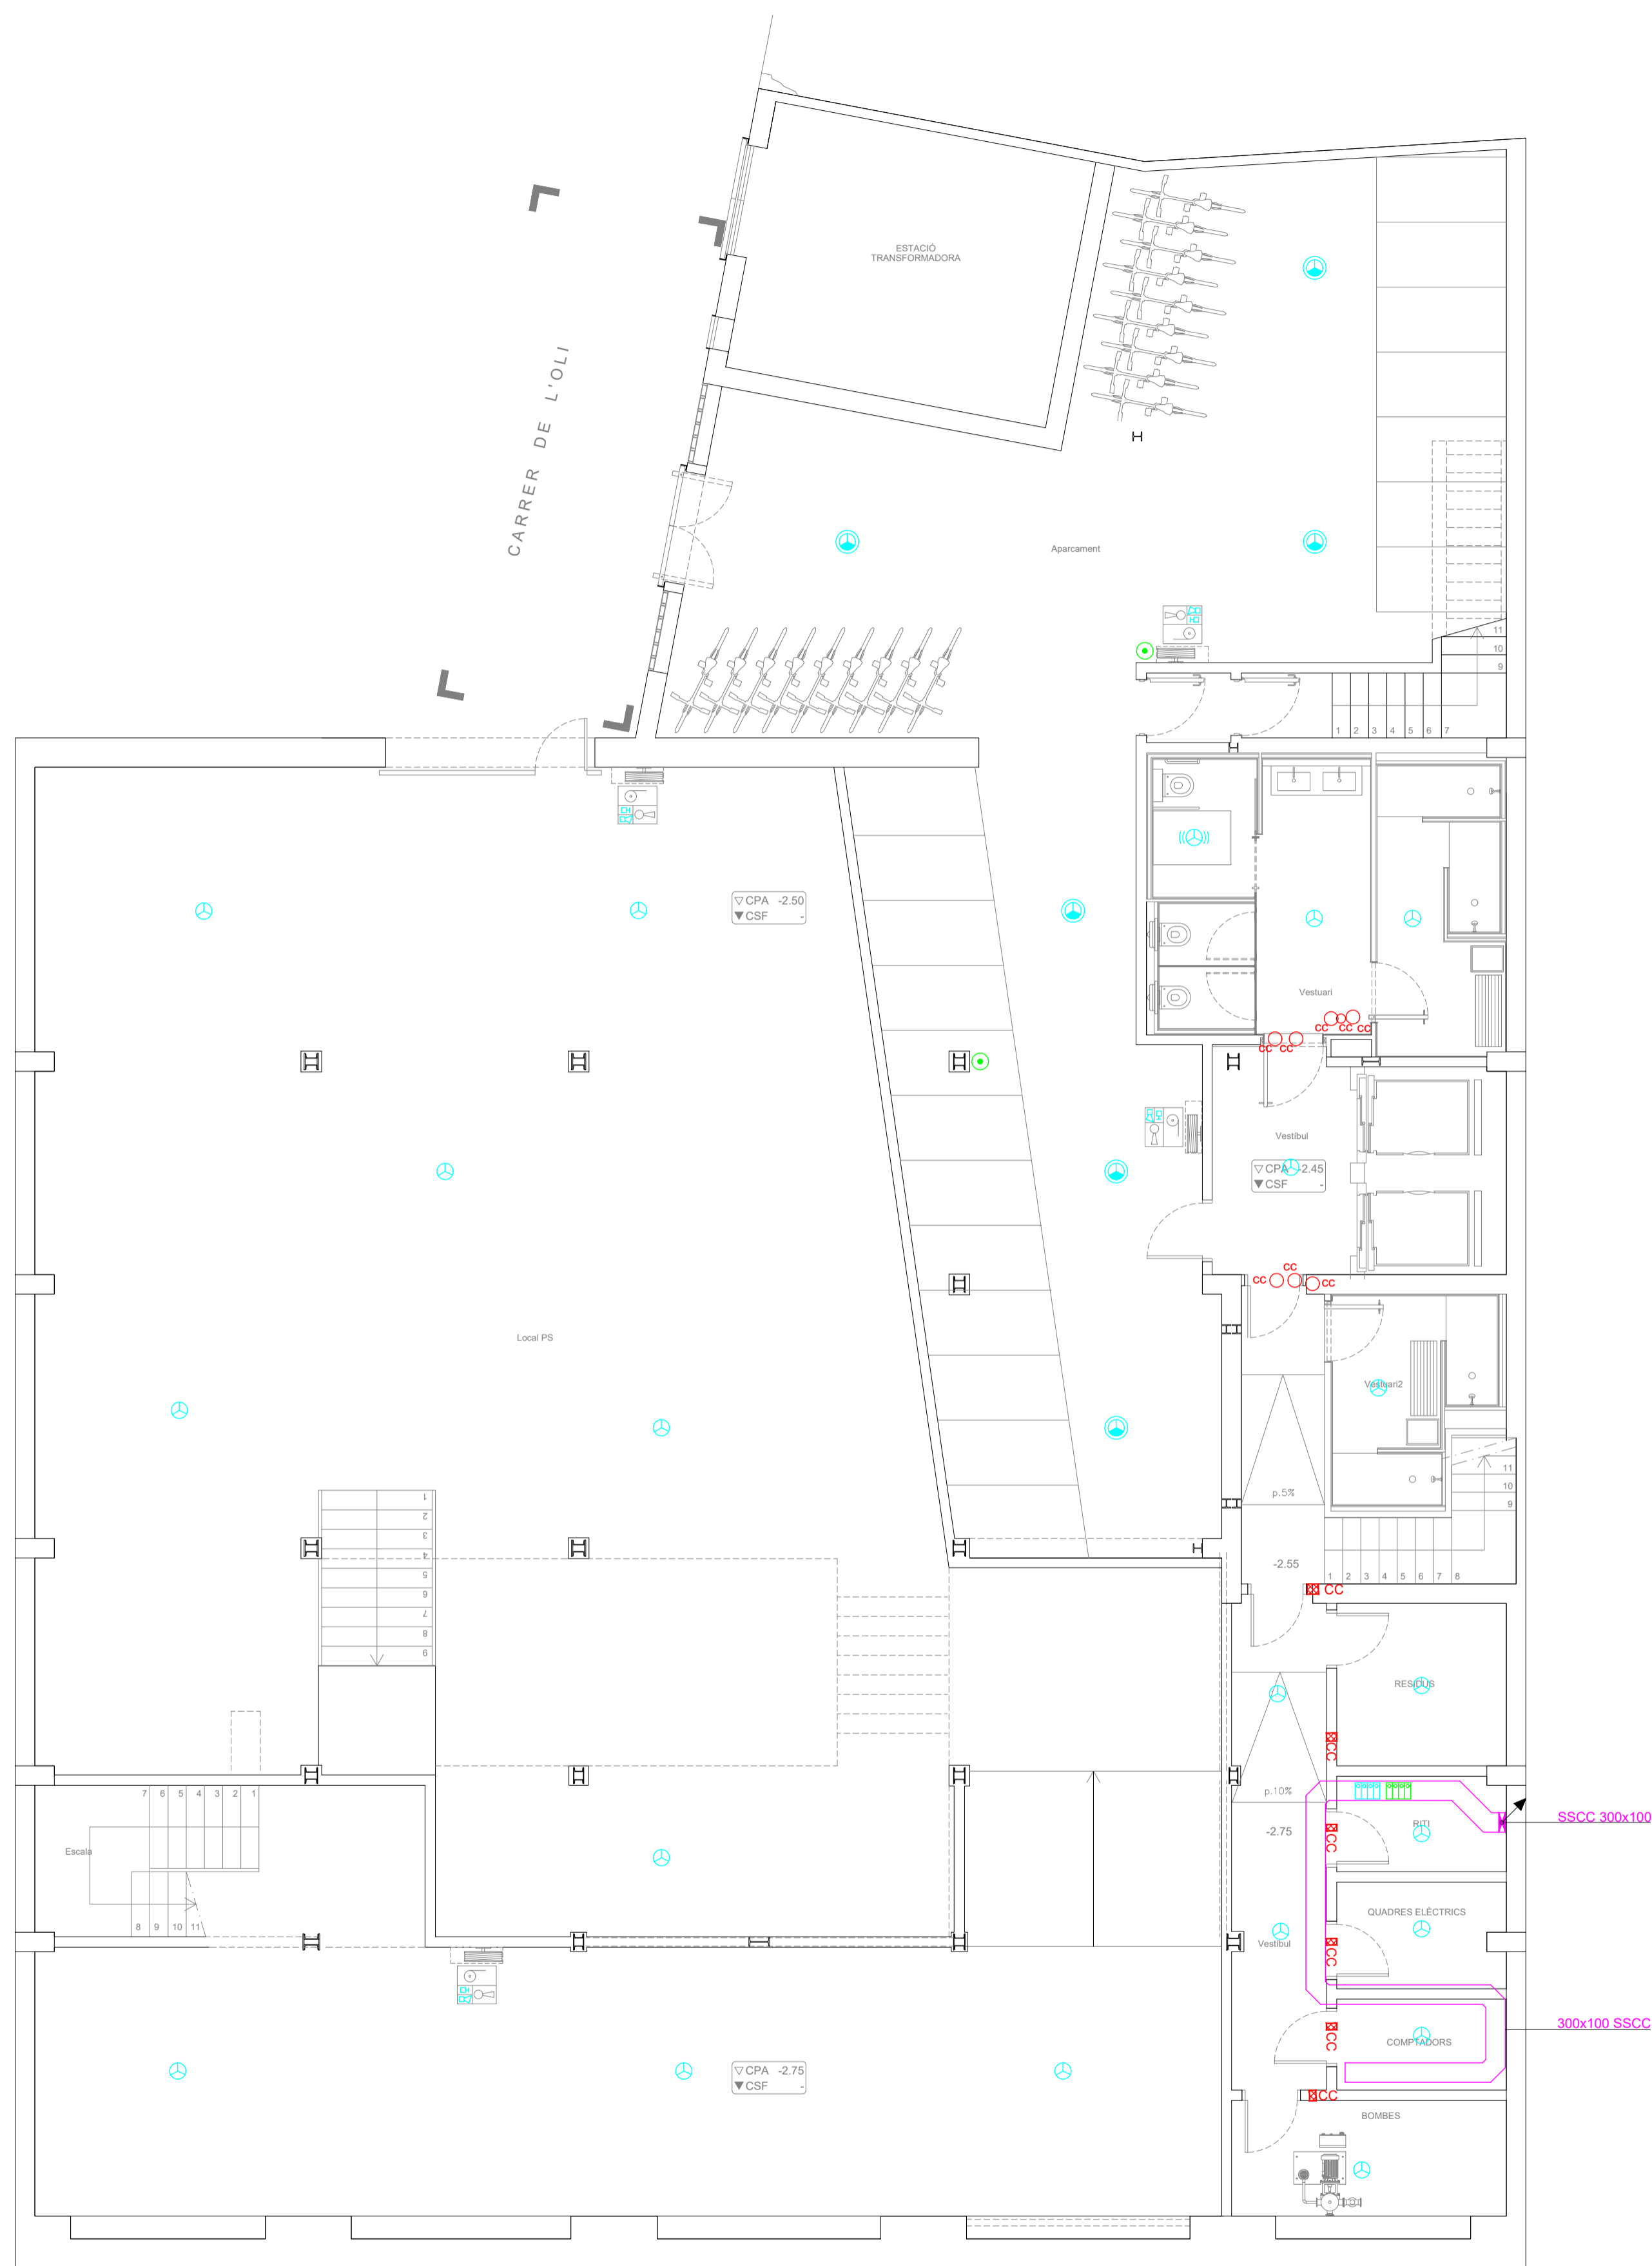 ESTACIÓ
TRANSFORMADORA
CARRER DE L'OLI
Aparcament
11
10
9
1 2 3 4 5 6 7
▽ CPA -2.50
▼ CSF -
Vestuari
CC CC CC
CC CC
Vestíbul
▽ CPA -2.45
▼ CSF -
CC
CC CC
Local PS
Vestuari2
11
10
9
p.5%
-2.55
1 2 3 4 5 6 7 8
CC
1
2
3
4
5
6
7
8
9
RESIDUS
CC
7 6 5 4 3 2 1
p.10%
SSCC 300x100
RITI
-2.75
CC
Escala
QUADRES ELÈCTRICS
8 9 10 11
Vestíbul
CC
300x100 SSCC
CC
COMPTADORS
▽ CPA -2.75
▼ CSF -
CC
BOMBES